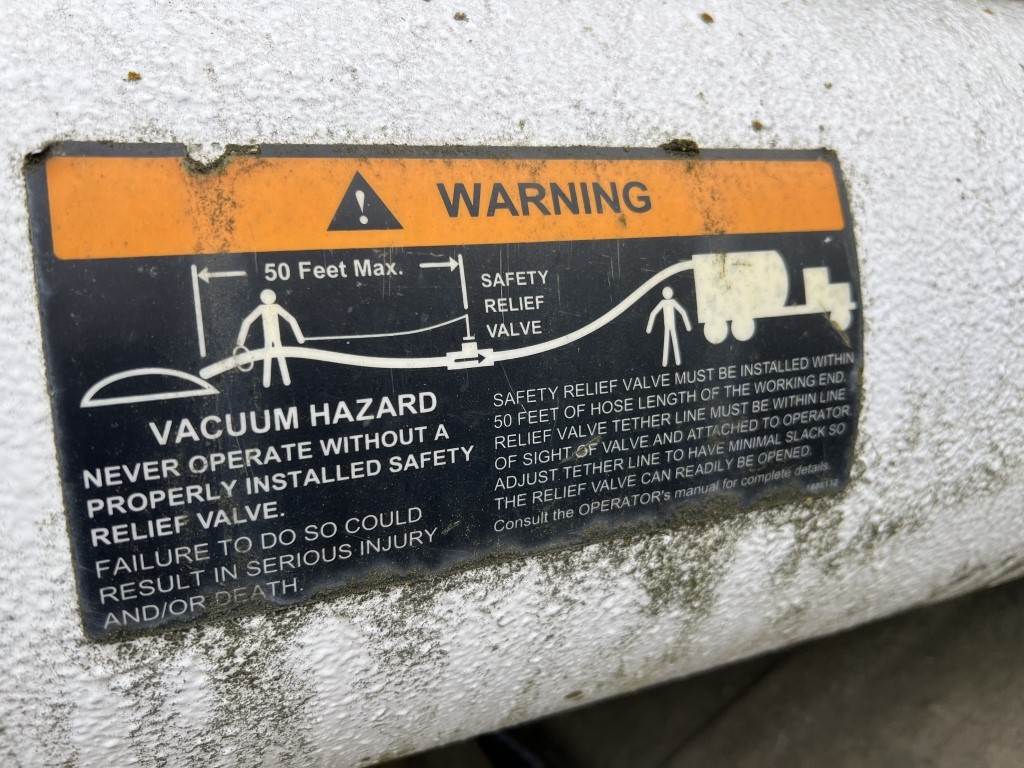 WARNING
50 Feet Max.
SAFETY
RELIEF
VALVE
VACUUM HAZARD
NEVER OPERATE WITHOUT A
PROPERLY INSTALLED SAFETY
RELIEF VALVE.
FAILURE TO DO SO COULD
RESULT IN SERIOUS INJURY
AND/OR DEATH.
SAFETY RELIEF VALVE MUST BE INSTALLED WITHIN
50 FEET OF HOSE LENGTH OF THE WORKING END.
RELIEF VALVE TETHER LINE MUST BE WITHIN LINE
OF SIGHT OF VALVE AND ATTACHED TO OPERATOR.
ADJUST TETHER LINE TO HAVE MINIMAL SLACK SO
THE RELIEF VALVE CAN READILY BE OPENED.
Consult the OPERATOR's manual for complete details.